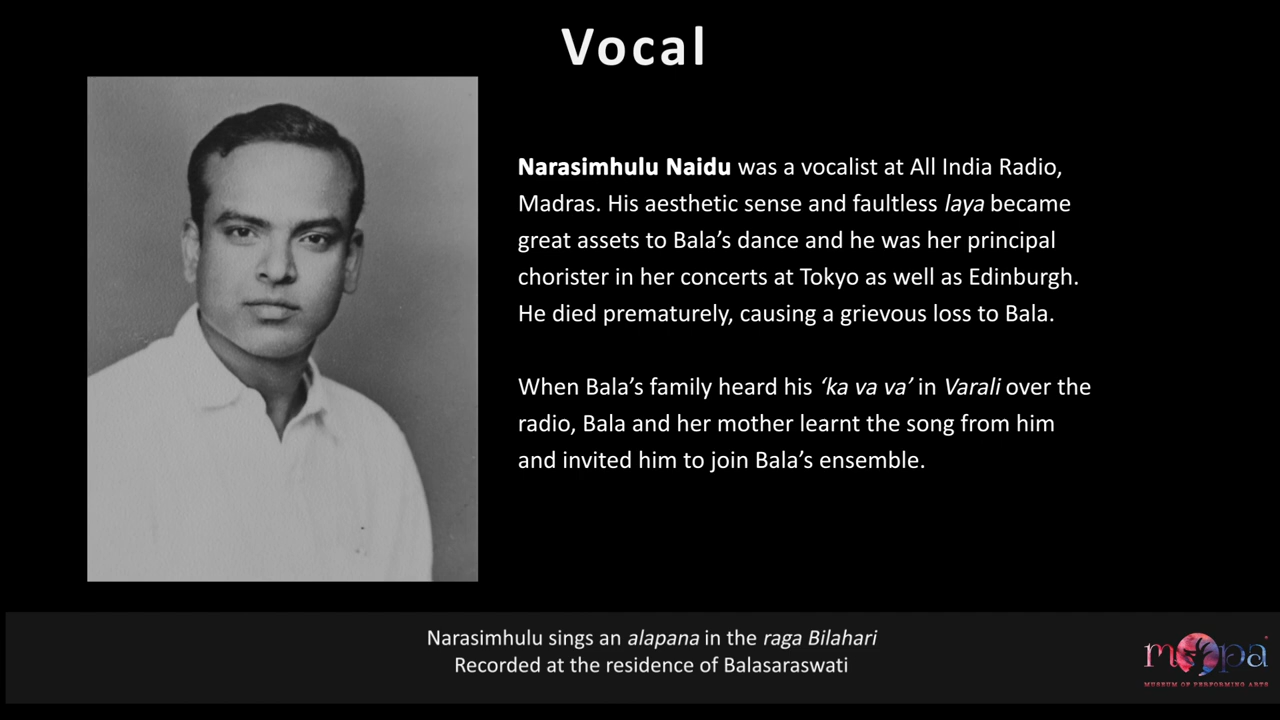 Vocal
Narasimhulu Naidu was a vocalist at All India Radio,
Madras. His aesthetic sense and faultless laya became
great assets to Bala’s dance and he was her principal
chorister in her concerts at Tokyo as well as Edinburgh.
He died prematurely, causing a grievous loss to Bala.
When Bala’s family heard his ‘ka va va’ in Varali over the
radio, Bala and her mother learnt the song from him
and invited him to join Bala’s ensemble.
Narasimhulu sings an alapana in the raga Bilahari
Recorded at the residence of Balasaraswati
mopa
MUSEUM OF PERFORMING ARTS